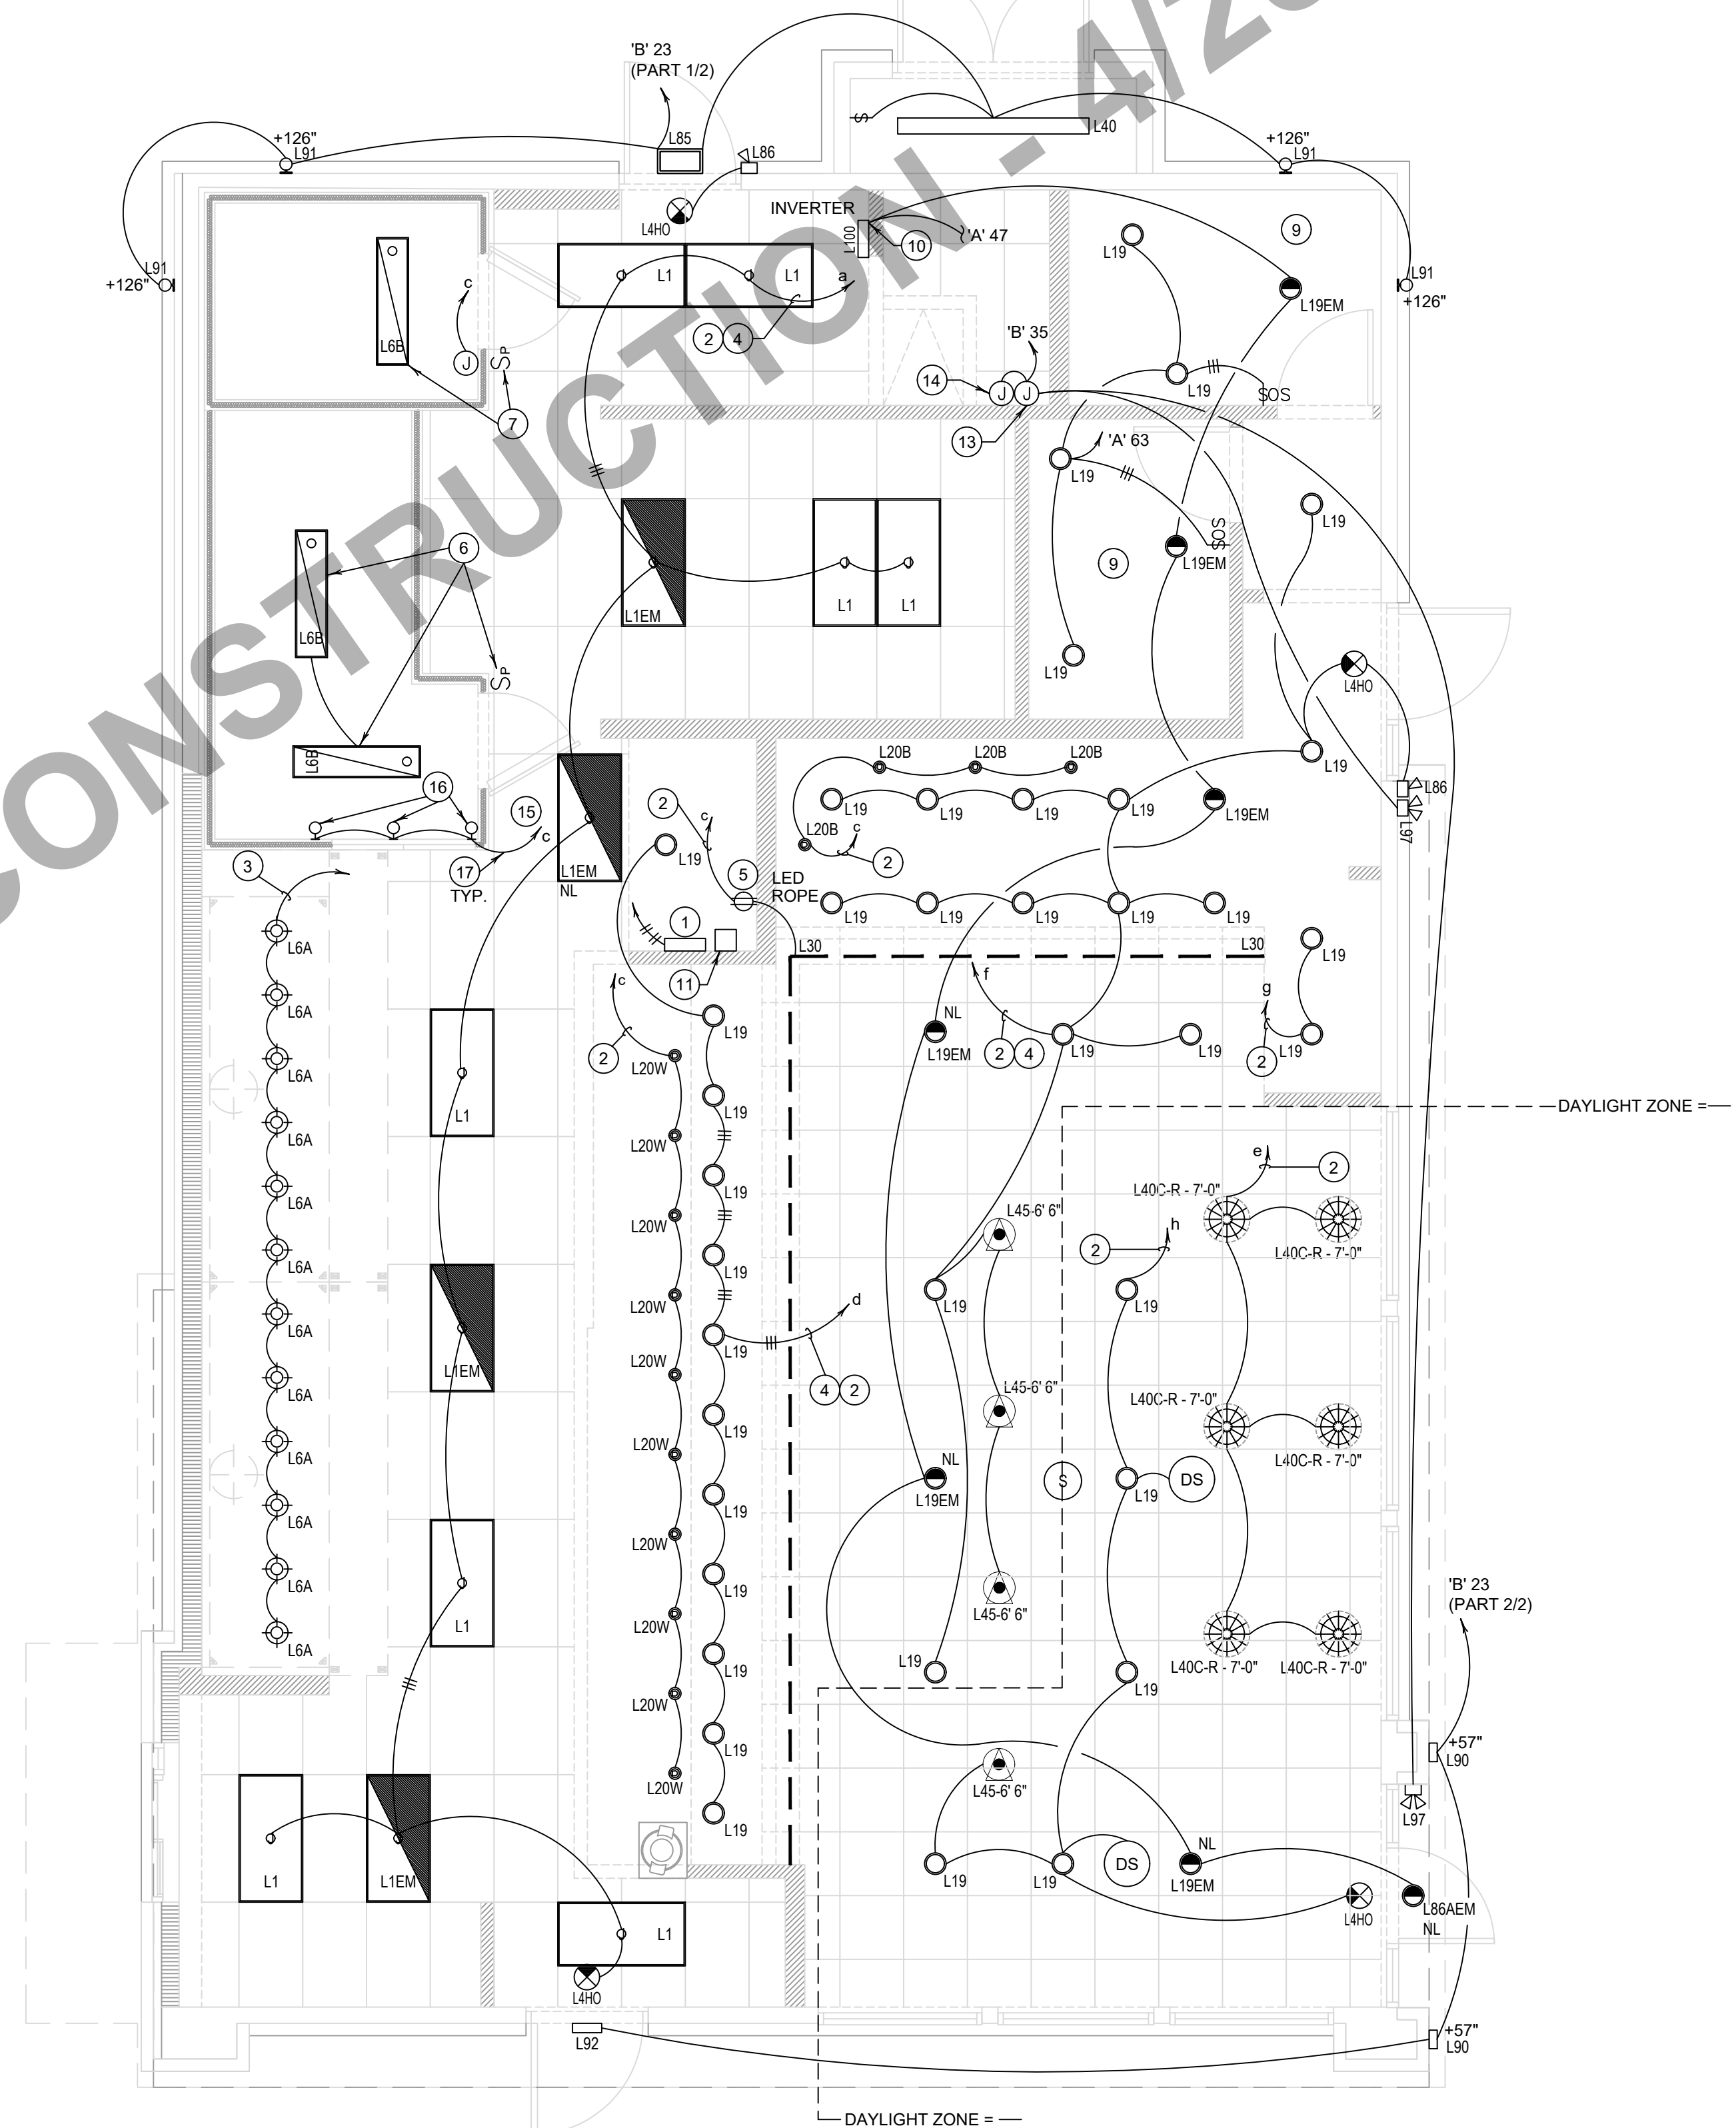 CONSTRUCTION - 4/2
'B' 23
(PART 1/2)
L85
L86
L40
+126"
L91
+126"
L91
L91
+126"
L91
+126"
L4HO
INVERTER
L100
10
'A' 47
9
L19
L19EM
L1
L1
a
2
4
c
L6B
J
SP
7
'B' 35
14
J
J
13
L19
SOS
'A' 63
L19
L19
SOS
L19EM
9
L19
6
L6B
L1EM
L1
L1
SP
L4HO
L6B
L20B
L20B
L20B
L19
L86
L97
16
15
c
17
TYP.
L19
L19
L19
L19
L19EM
2
c
L19
L20B
c
2
L1EM
NL
5
LED
ROPE
3
L19
L19
L19
L19
L19
1
11
L30
L30
L19
L6A
L6A
L6A
L6A
L6A
L6A
L6A
L6A
L6A
L6A
L6A
L6A
c
2
f
g
NL
L19EM
2
4
L19
L19
2
L19
L1
L1EM
L1
L20W
L20W
L20W
L20W
L20W
L20W
L20W
L20W
L20W
L20W
L19
L19
L19
L19
L19
L19
L19
L19
L19
L19
L19
d
4
2
DAYLIGHT ZONE =
e
2
L40C-R - 7'-0"
L40C-R - 7'-0"
L45-6' 6"
2
h
L19
L19
L45-6' 6"
L40C-R - 7'-0"
L40C-R - 7'-0"
NL
L19EM
S
L19
DS
L45-6' 6"
L19
L19
L40C-R - 7'-0"
L40C-R - 7'-0"
'B' 23
(PART 2/2)
+57"
L90
L97
L45-6' 6"
L19
L19
DS
NL
L19EM
L4HO
L86AEM
NL
L1
L1EM
L1
L4HO
L92
+57"
L90
DAYLIGHT ZONE =